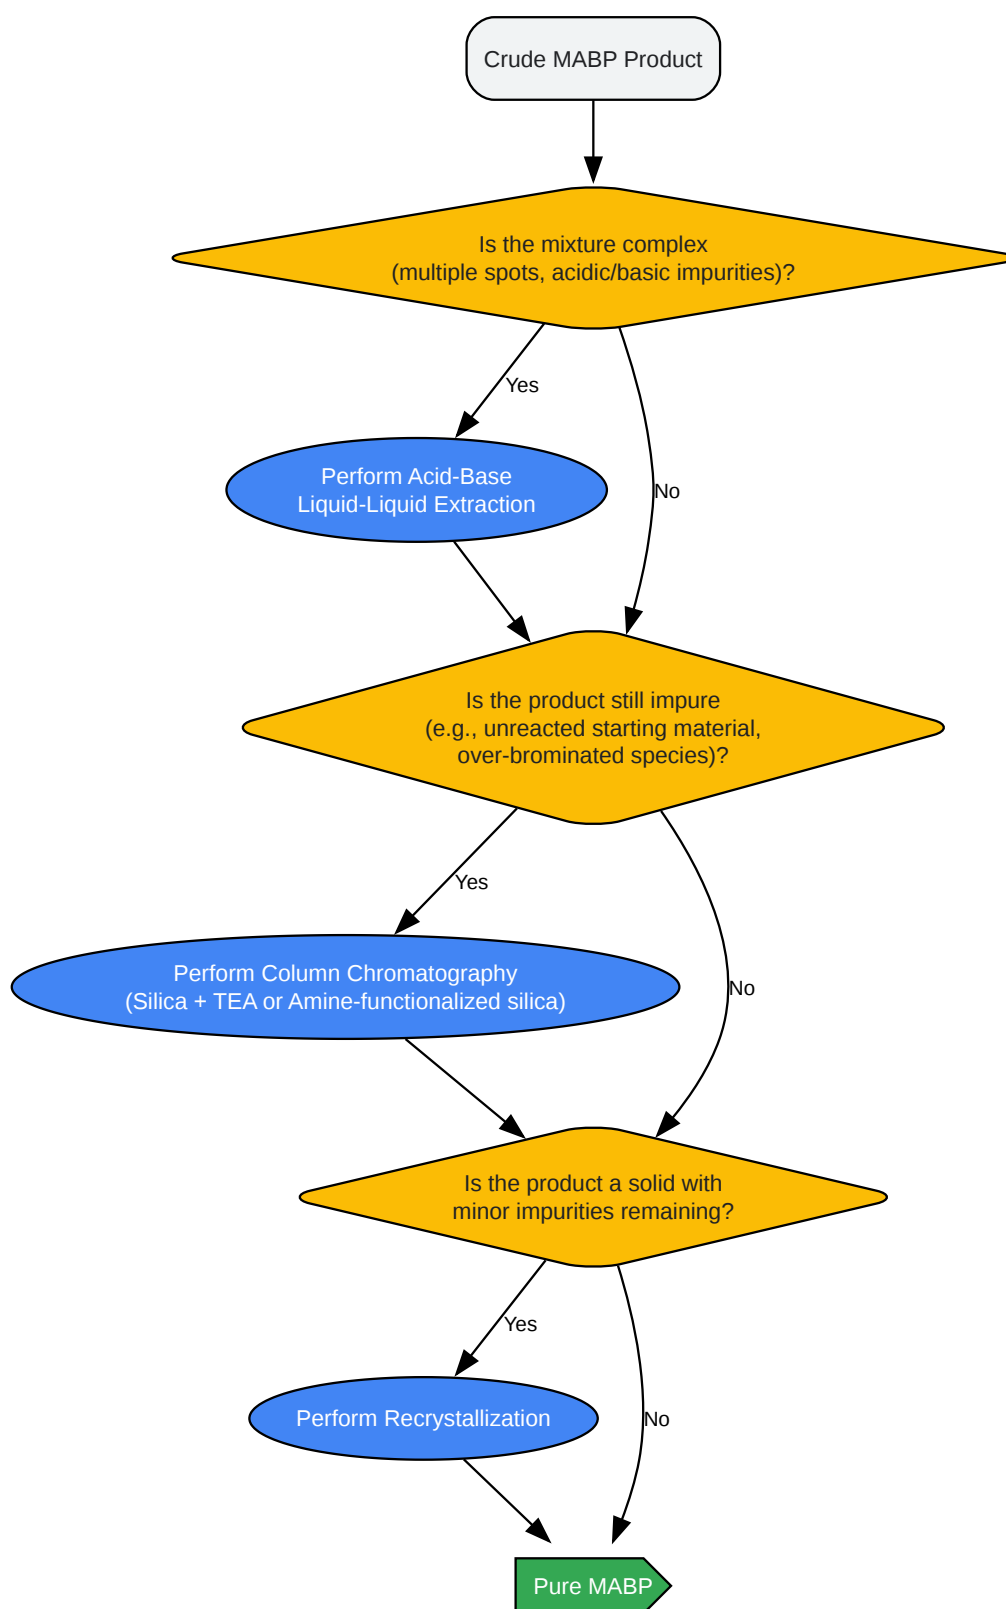 Crude MABP Product
Is the mixture complex
(multiple spots, acidic/basic impurities)?
Yes
Perform Acid-Base
Liquid-Liquid Extraction
No
Is the product still impure
(e.g., unreacted starting material,
over-brominated species)?
Yes
Perform Column Chromatography
(Silica + TEA or Amine-functionalized silica)
No
Is the product a solid with
minor impurities remaining?
Yes
Perform Recrystallization
No
Pure MABP